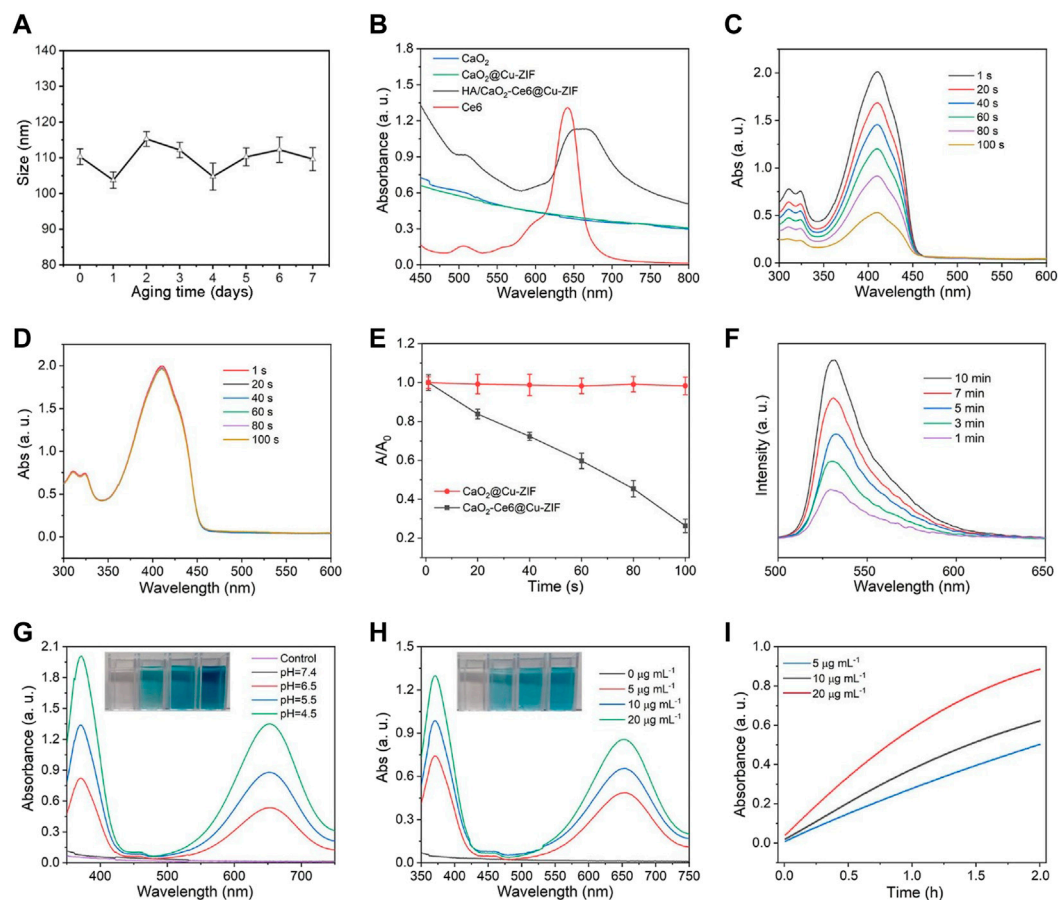 A
140
130
120
110
100
90
80
0 1 2 3 4 5 6 7
Size (nm)
Aging time (days)
B
1.8
1.5
1.2
0.9
0.6
0.3
0.0
450 500 550 600 650 700 750 800
Absorbance (a. u.)
Wavelength (nm)
CaO₂
CaO₂@Cu-ZIF
HA/CaO₂-Ce6@Cu-ZIF
Ce6
C
2.0
1.5
1.0
0.5
0.0
300 350 400 450 500 550 600
Abs (a. u.)
Wavelength (nm)
1 s
20 s
40 s
60 s
80 s
100 s
D
2.0
1.5
1.0
0.5
0.0
300 350 400 450 500 550 600
Abs (a. u.)
Wavelength (nm)
1 s
20 s
40 s
60 s
80 s
100 s
E
1.2
1.0
0.8
0.6
0.4
0.2
0 20 40 60 80 100
A/A₀
Time (s)
CaO₂@Cu-ZIF
CaO₂-Ce6@Cu-ZIF
F
500 550 600 650
Intensity (a. u.)
Wavelength (nm)
10 min
7 min
5 min
3 min
1 min
G
2.1
1.8
1.5
1.2
0.9
0.6
0.3
0.0
400 500 600 700
Absorbance (a. u.)
Wavelength (nm)
Control
pH=7.4
pH=6.5
pH=5.5
pH=4.5
H
1.8
1.5
1.2
0.9
0.6
0.3
0.0
350 400 450 500 550 600 650 700 750
Abs (a. u.)
Wavelength (nm)
0 μg mL⁻¹
5 μg mL⁻¹
10 μg mL⁻¹
20 μg mL⁻¹
I
1.0
0.8
0.6
0.4
0.2
0.0
0.0 0.5 1.0 1.5 2.0
Absorbance (a. u.)
Time (h)
5 μg mL⁻¹
10 μg mL⁻¹
20 μg mL⁻¹